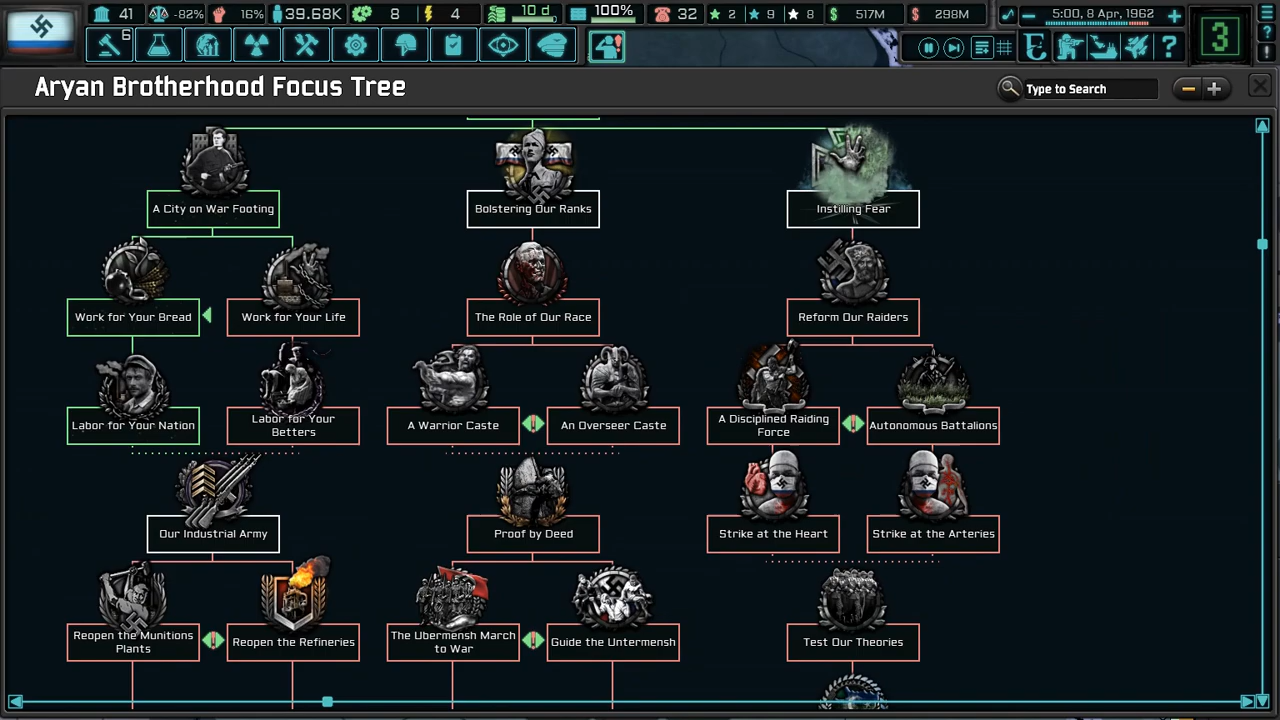 41 -82% 16% 39.68K 8 4 10 d 100% 32 2 9 8 $ 517M $ 298M 5:00, 8 Apr, 1962
6 ? 3 ?
Aryan Brotherhood Focus Tree Type to Search
A City on War Footing Bolstering Our Ranks Instilling Fear
Work for Your Bread Work for Your Life The Role of Our Race Reform Our Raiders
Labor for Your Nation
Labor for Your
Betters
A Warrior Caste An Overseer Caste
A Disciplined Raiding
Force
Autonomous Battalions
Our Industrial Army Proof by Deed Strike at the Heart Strike at the Arteries
Reopen the Munitions
Plants
Reopen the Refineries
The Ubermensh March
to War
Guide the Untermensh Test Our Theories